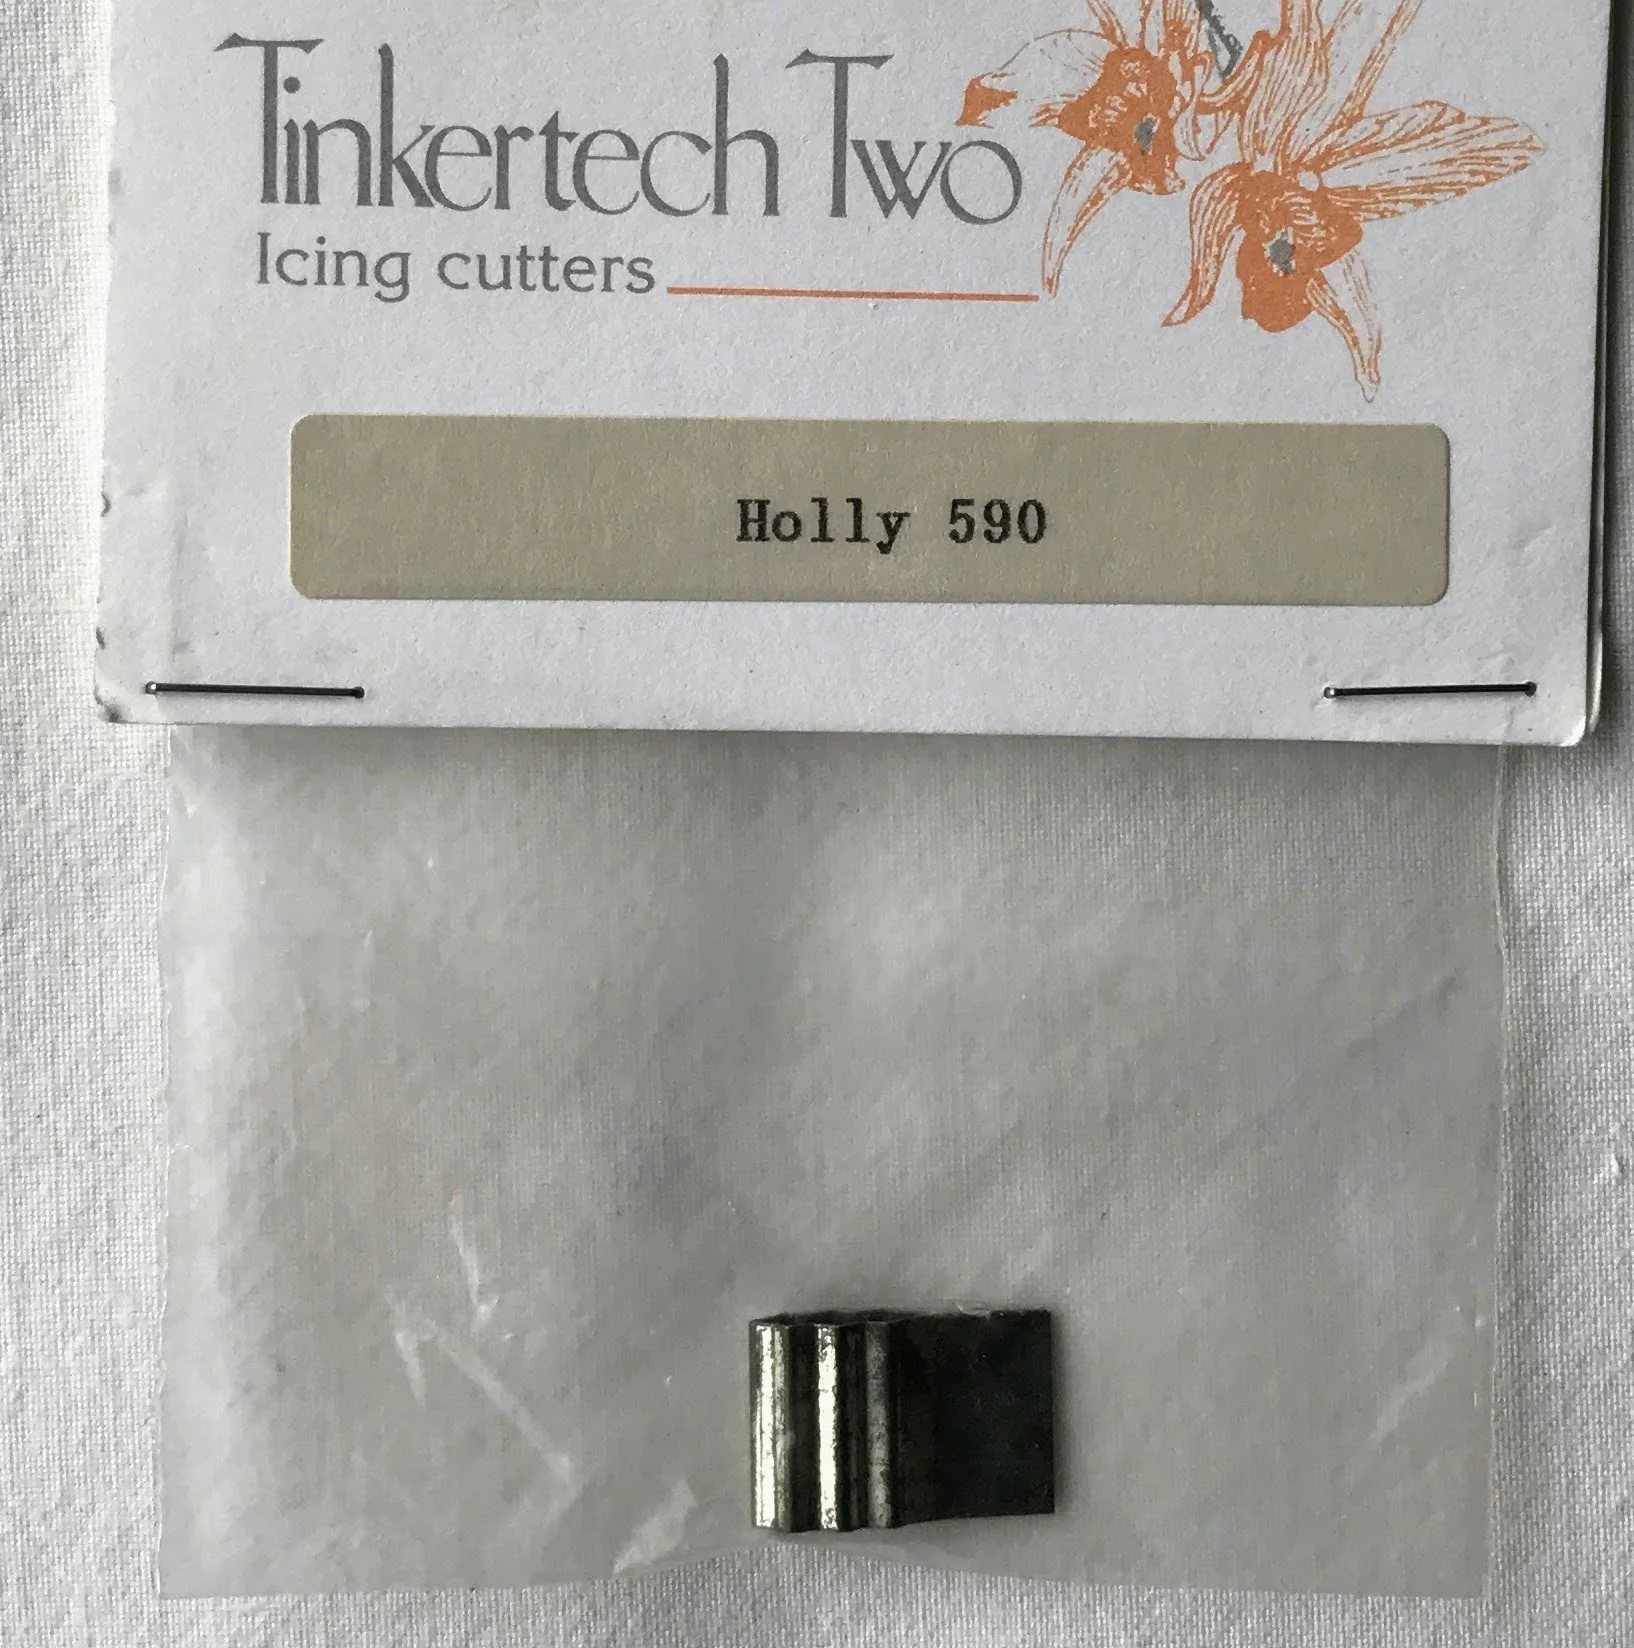 Tinkertech Two
Icing cutters
Holly 590